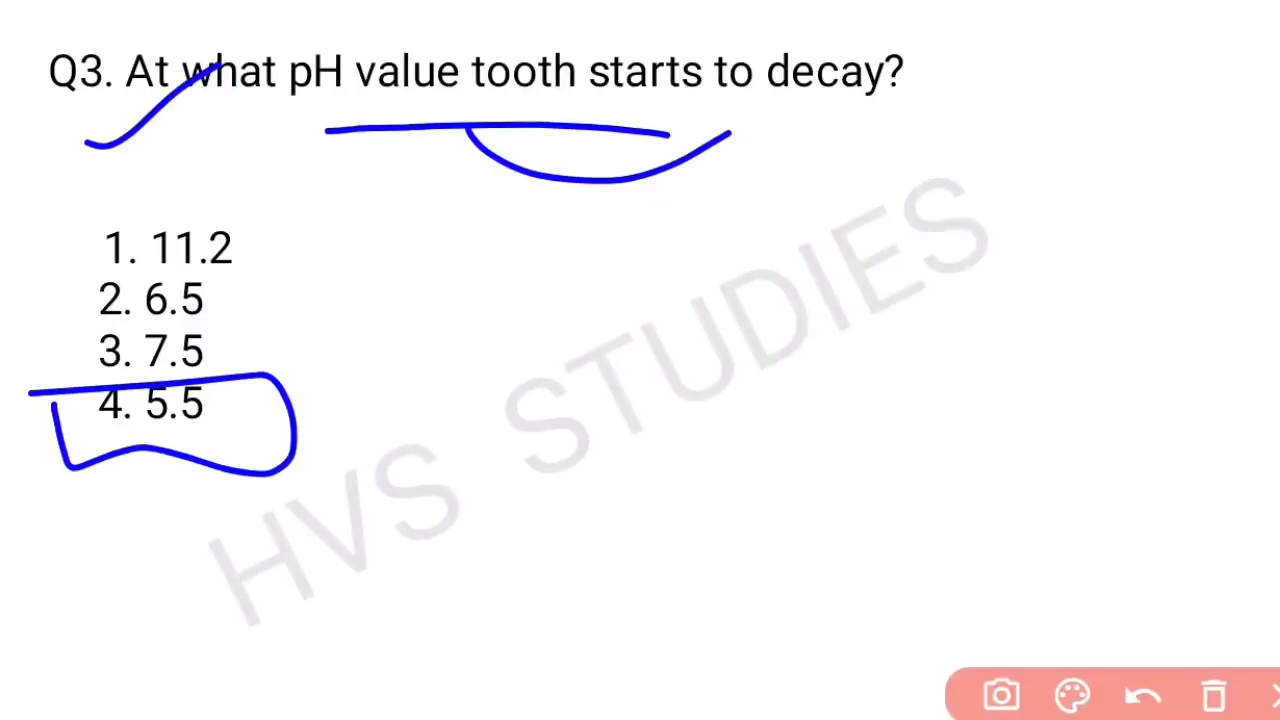 Q3. At what pH value tooth starts to decay?
1. 11.2
2. 6.5
3. 7.5
4. 5.5
HVS STUDIES